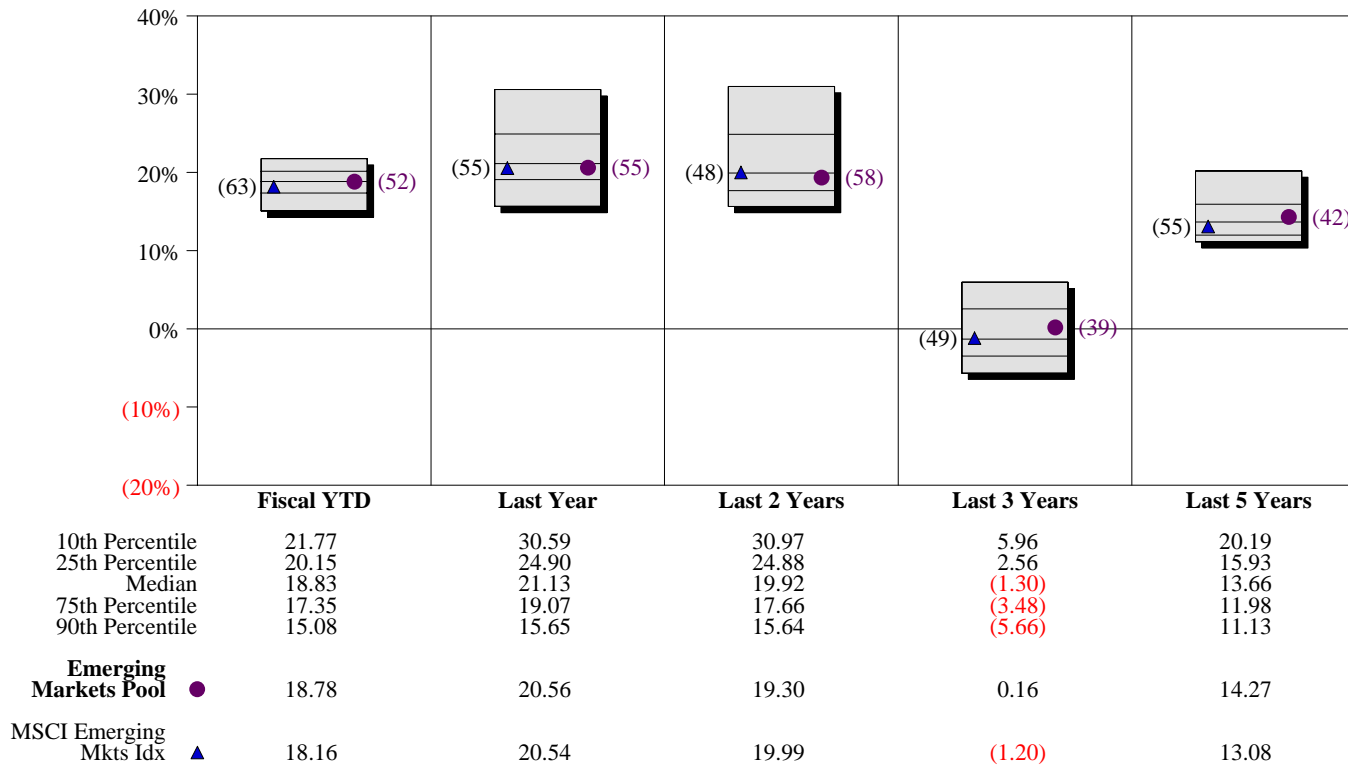 40%
30%
20%
10%
0%
(10%)
(20%)
(63) (52) (55) (55) (48) (58) (49) (39) (55) (42)
Fiscal YTD Last Year Last 2 Years Last 3 Years Last 5 Years
10th Percentile 21.77 30.59 30.97 5.96 20.19
25th Percentile 20.15 24.90 24.88 2.56 15.93
Median 18.83 21.13 19.92 (1.30) 13.66
75th Percentile 17.35 19.07 17.66 (3.48) 11.98
90th Percentile 15.08 15.65 15.64 (5.66) 11.13
Emerging
Markets Pool 18.78 20.56 19.30 0.16 14.27
MSCI Emerging
Mkts Idx 18.16 20.54 19.99 (1.20) 13.08